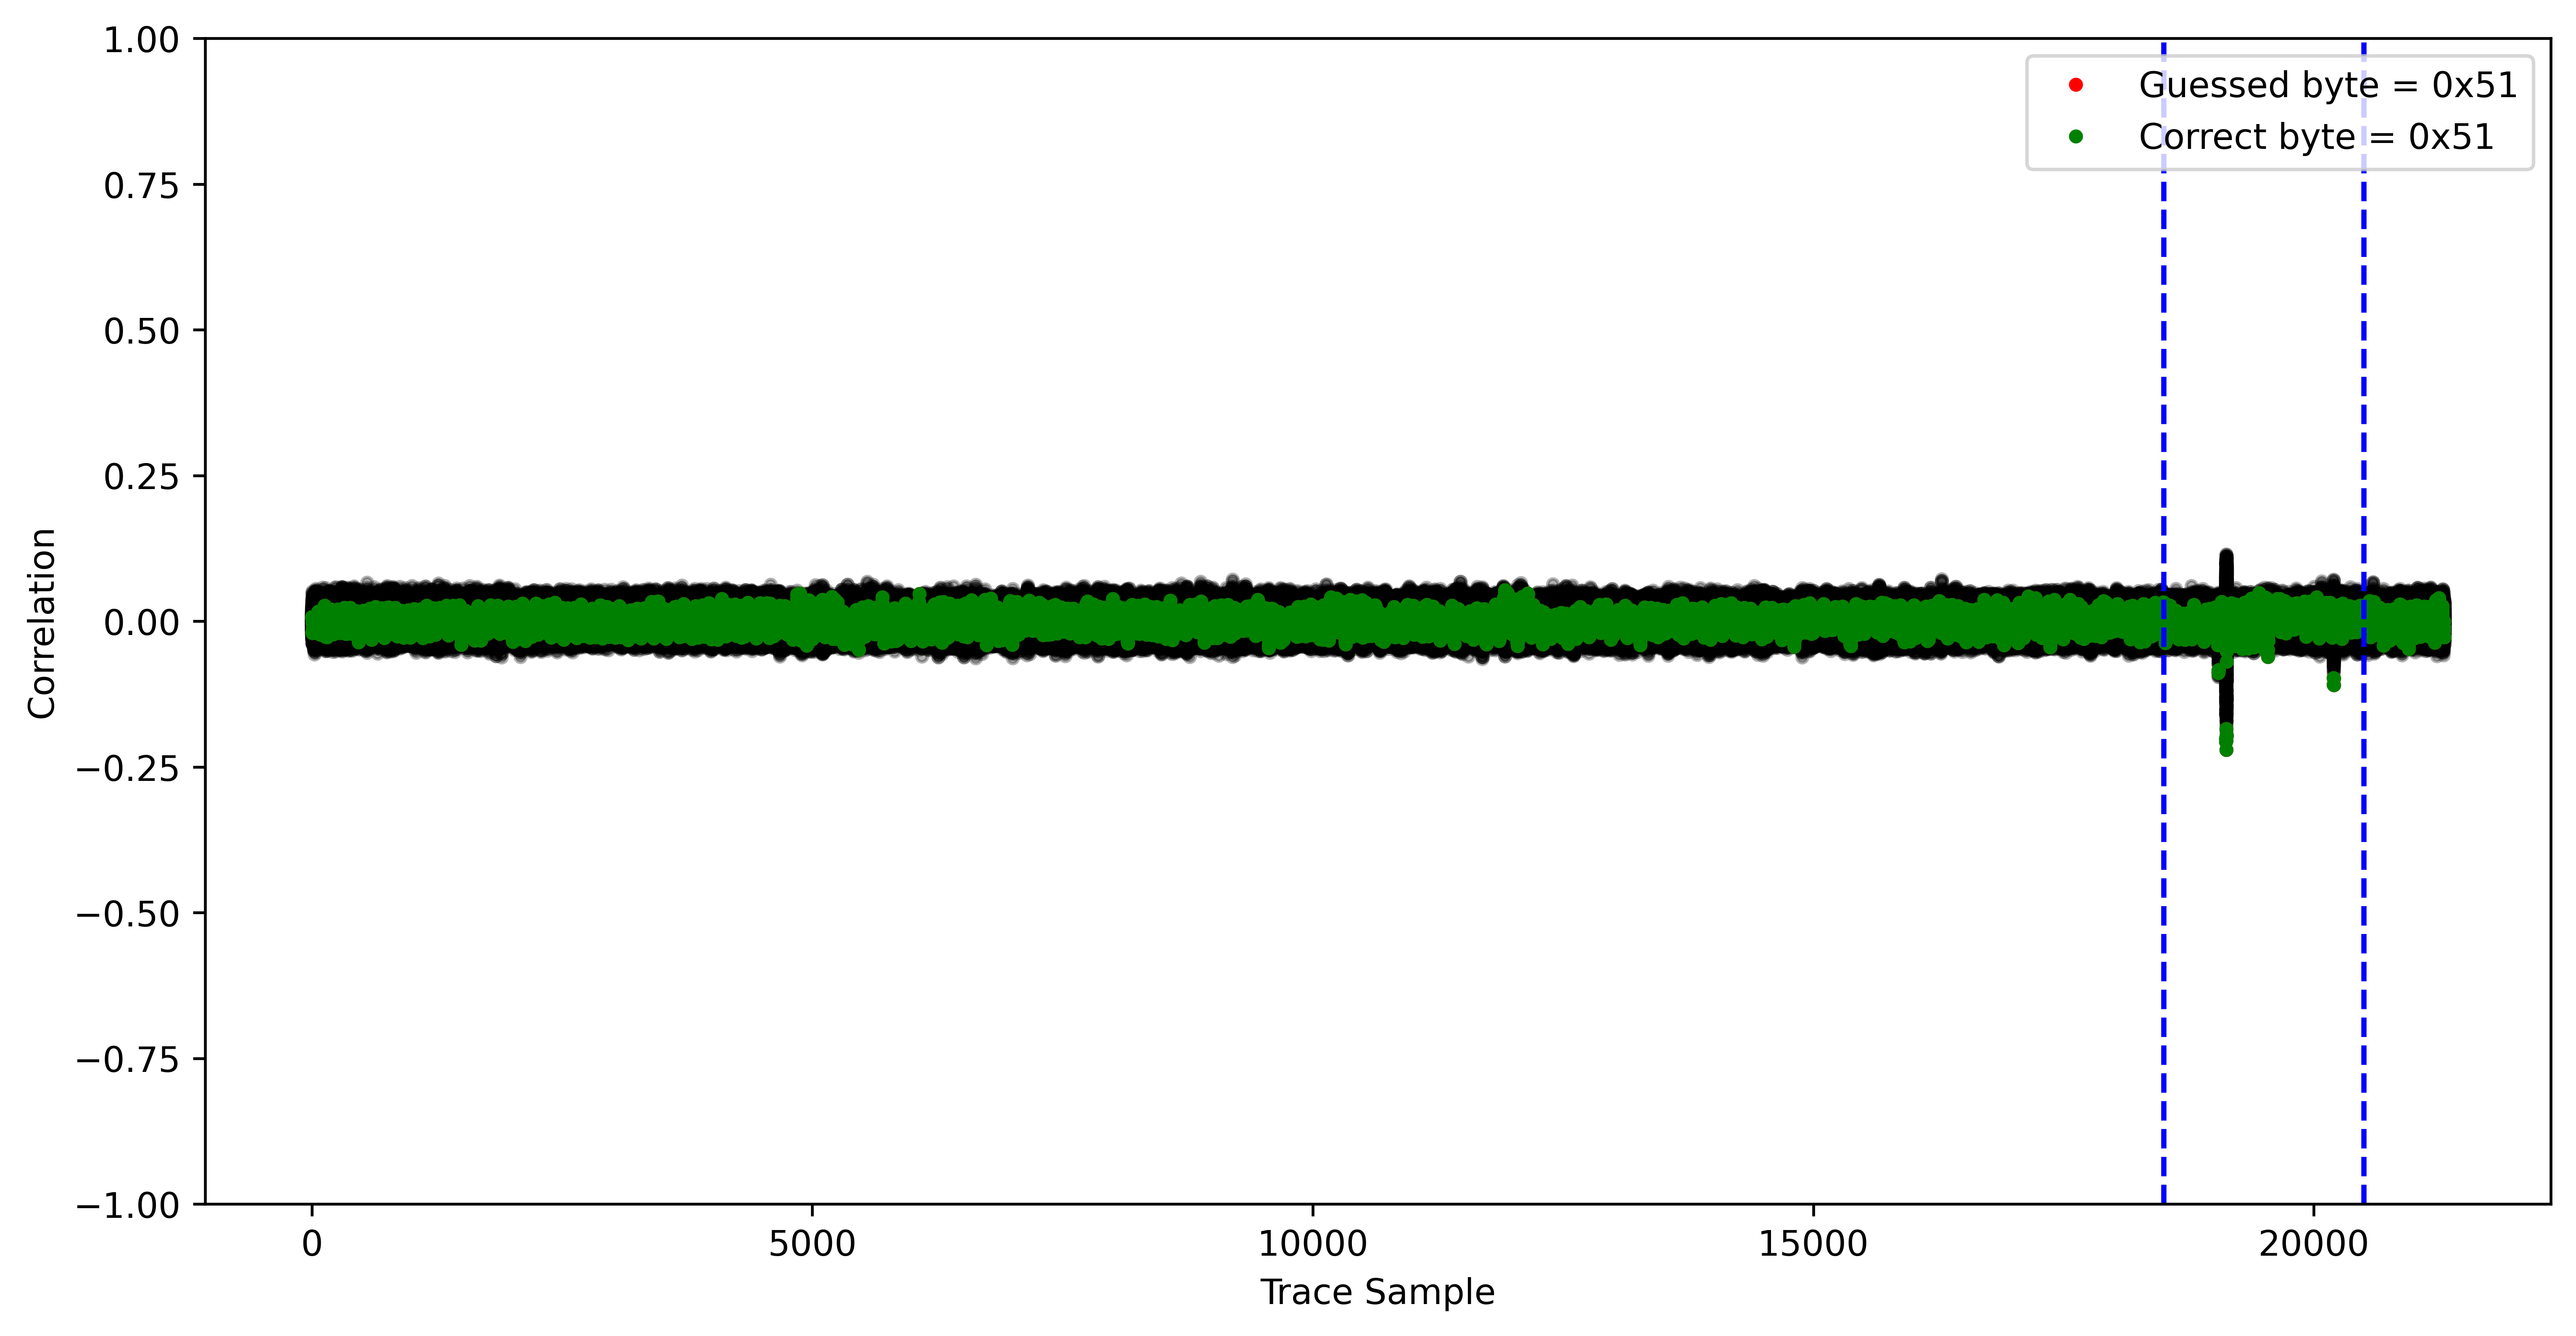 1.00
0.75
0.50
0.25
0.00
−0.25
−0.50
−0.75
−1.00
Correlation
Guessed byte = 0x51
Correct byte = 0x51
0 5000 10000 15000 20000
Trace Sample